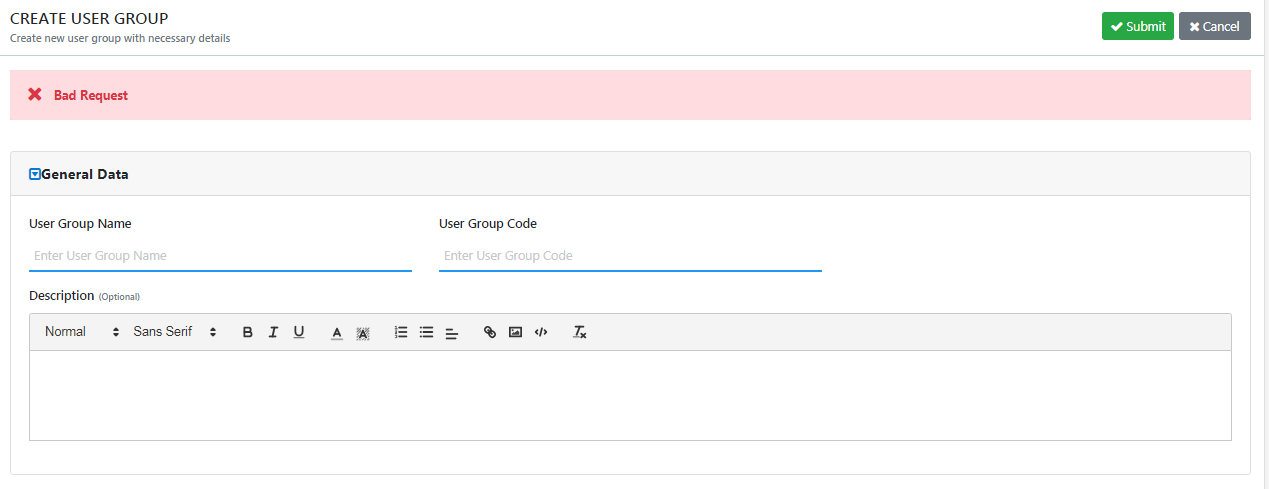 CREATE USER GROUP
Create new user group with necessary details
Submit
Cancel
Bad Request
General Data
User Group Name
User Group Code
Enter User Group Name
Enter User Group Code
Description (Optional)
Normal
Sans Serif
B
I
U
A
A